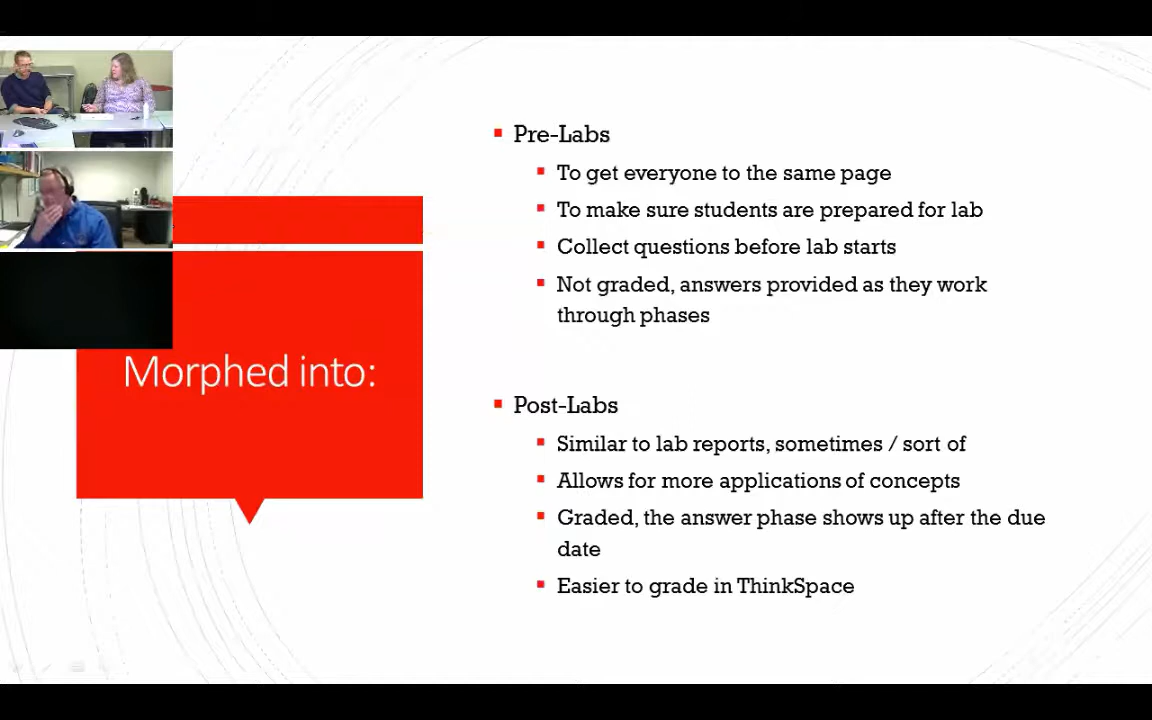 Morphed into:
Pre-Labs
To get everyone to the same page
To make sure students are prepared for lab
Collect questions before lab starts
Not graded, answers provided as they work
through phases
Post-Labs
Similar to lab reports, sometimes / sort of
Allows for more applications of concepts
Graded, the answer phase shows up after the due
date
Easier to grade in ThinkSpace